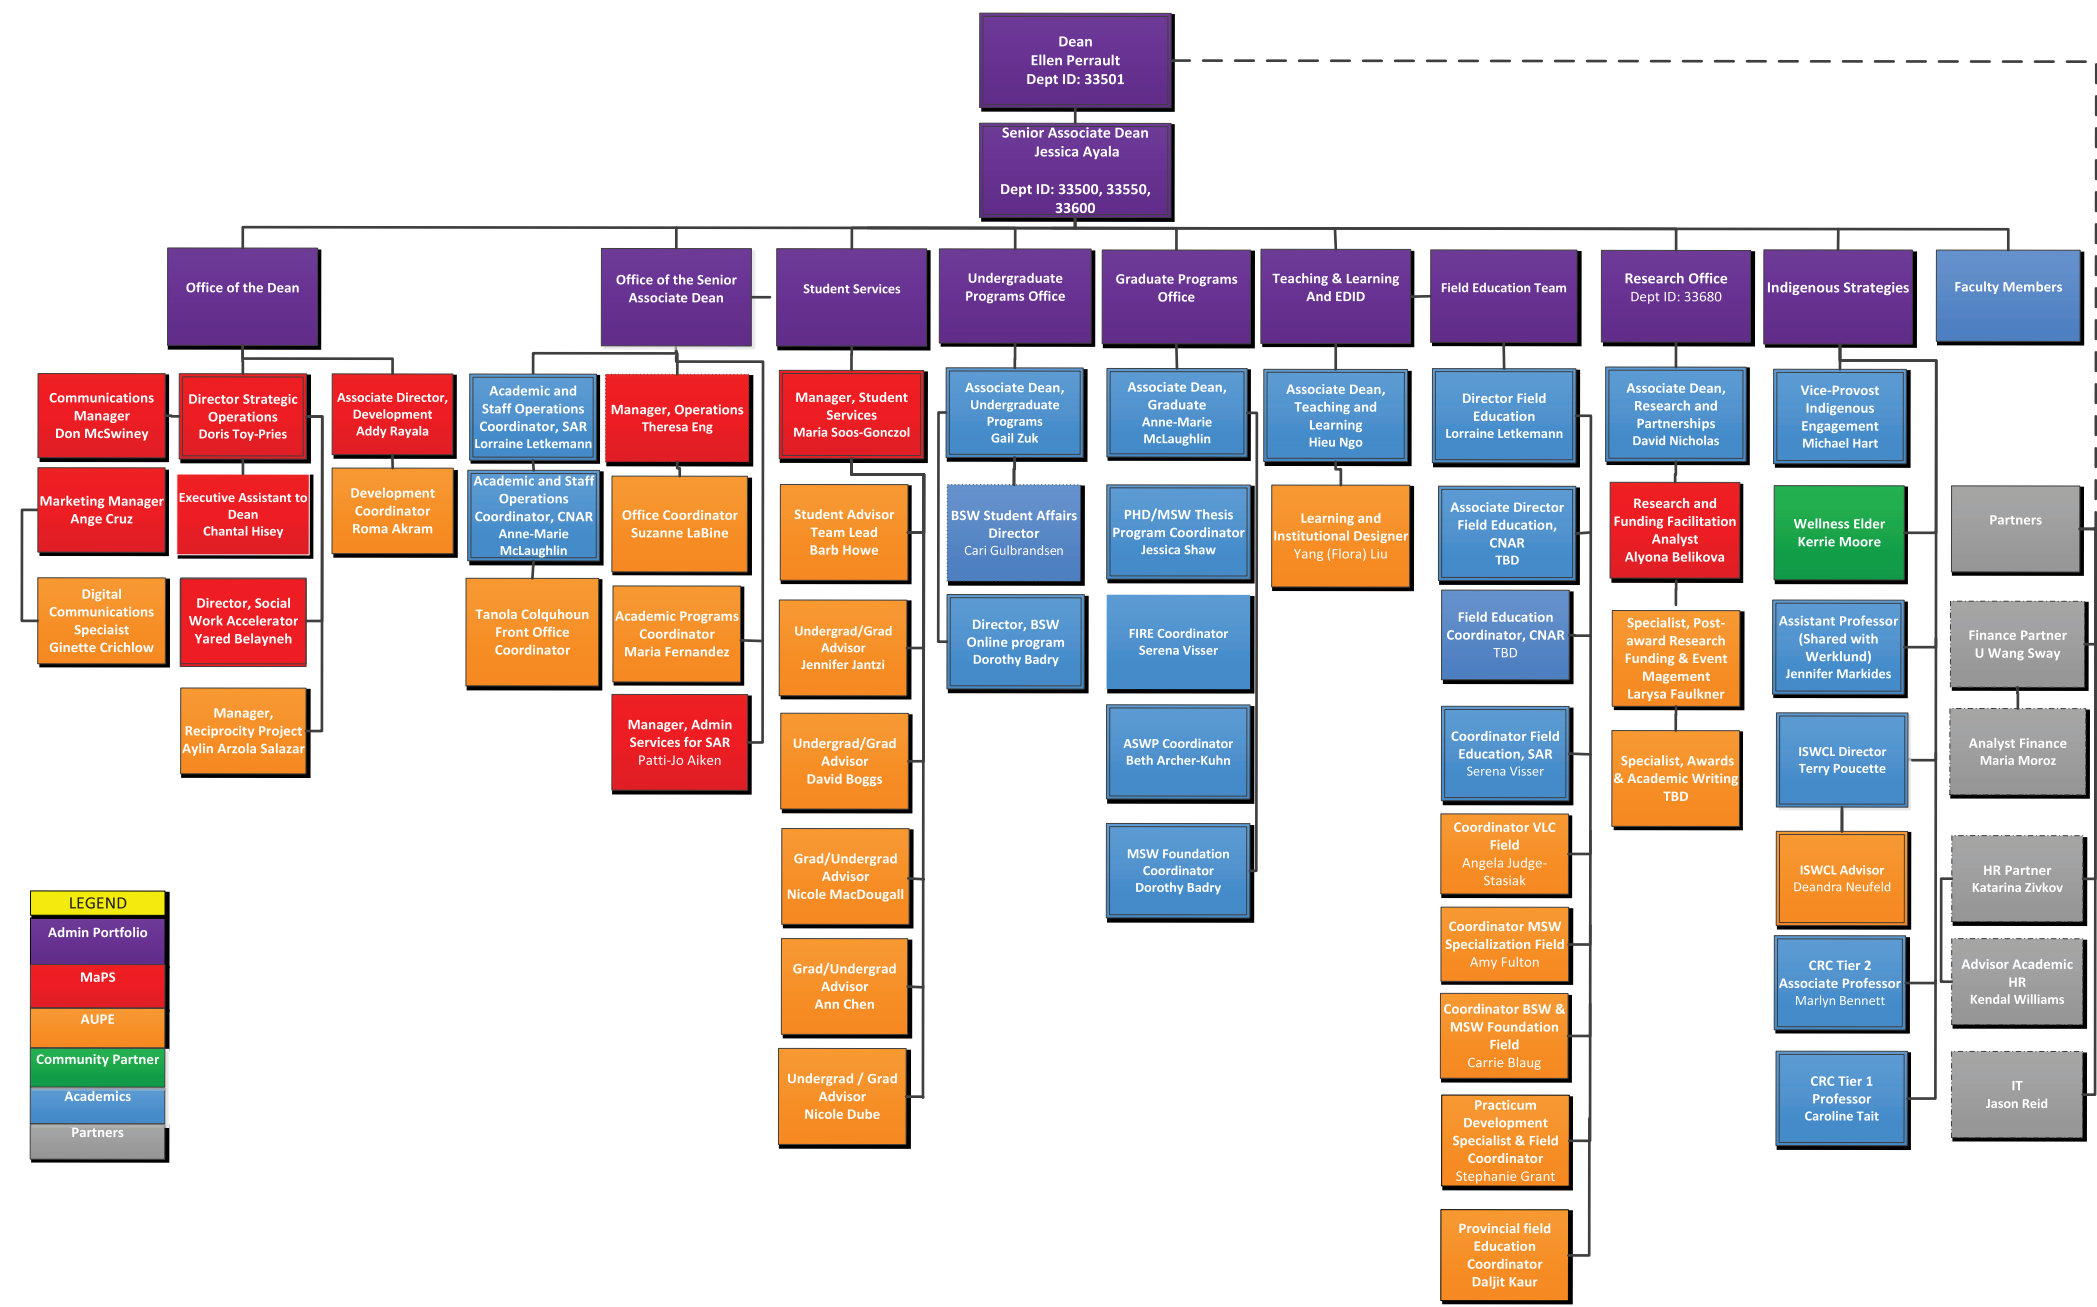 Dean
Ellen Perrault
Dept ID: 33501
Senior Associate Dean
Jessica Ayala
Dept ID: 33500, 33550,
33600
Office of the Dean
Office of the Senior
Associate Dean
Student Services
Undergraduate
Programs Office
Graduate Programs
Office
Teaching & Learning
And EDID
Field Education Team
Research Office
Dept ID: 33680
Indigenous Strategies
Faculty Members
Communications
Manager
Don McSwiney
Marketing Manager
Ange Cruz
Digital
Communications
Speciaist
Ginette Crichlow
Director Strategic
Operations
Doris Toy-Pries
Executive Assistant to
Dean
Chantal Hisey
Director, Social
Work Accelerator
Yared Belayneh
Manager,
Reciprocity Project
Aylin Arzola Salazar
Associate Director,
Development
Addy Rayala
Development
Coordinator
Roma Akram
Academic and
Staff Operations
Coordinator, SAR
Lorraine Letkemann
Academic and Staff
Operations
Coordinator, CNAR
Anne-Marie
McLaughlin
Tanola Colquhoun
Front Office
Coordinator
Manager, Operations
Theresa Eng
Office Coordinator
Suzanne LaBine
Academic Programs
Coordinator
Maria Fernandez
Manager, Admin
Services for SAR
Patti-Jo Aiken
Manager, Student
Services
Maria Soos-Gonczol
Student Advisor
Team Lead
Barb Howe
Undergrad/Grad
Advisor
Jennifer Jantzi
Undergrad/Grad
Advisor
David Boggs
Grad/Undergrad
Advisor
Nicole MacDougall
Grad/Undergrad
Advisor
Ann Chen
Undergrad / Grad
Advisor
Nicole Dube
Associate Dean,
Undergraduate
Programs
Gail Zuk
BSW Student Affairs
Director
Cari Gulbrandsen
Director, BSW
Online program
Dorothy Badry
Associate Dean,
Graduate
Anne-Marie
McLaughlin
PHD/MSW Thesis
Program Coordinator
Jessica Shaw
FIRE Coordinator
Serena Visser
ASWP Coordinator
Beth Archer-Kuhn
MSW Foundation
Coordinator
Dorothy Badry
Associate Dean,
Teaching and
Learning
Hieu Ngo
Learning and
Institutional Designer
Yang (Flora) Liu
Director Field
Education
Lorraine Letkemann
Associate Director
Field Education,
CNAR
TBD
Field Education
Coordinator, CNAR
TBD
Coordinator Field
Education, SAR
Serena Visser
Coordinator VLC
Field
Angela Judge-
Stasiak
Coordinator MSW
Specialization Field
Amy Fulton
Coordinator BSW &
MSW Foundation
Field
Carrie Blaug
Practicum
Development
Specialist & Field
Coordinator
Stephanie Grant
Provincial field
Education
Coordinator
Daljit Kaur
Associate Dean,
Research and
Partnerships
David Nicholas
Research and
Funding Facilitation
Analyst
Alyona Belikova
Specialist, Post-
award Research
Funding & Event
Magement
Larysa Faulkner
Specialist, Awards
& Academic Writing
TBD
Vice-Provost
Indigenous
Engagement
Michael Hart
Wellness Elder
Kerrie Moore
Assistant Professor
(Shared with
Werklund)
Jennifer Markides
ISWCL Director
Terry Poucette
ISWCL Advisor
Deandra Neufeld
CRC Tier 2
Associate Professor
Marlyn Bennett
CRC Tier 1
Professor
Caroline Tait
Partners
Finance Partner
U Wang Sway
Analyst Finance
Maria Moroz
HR Partner
Katarina Zivkov
Advisor Academic
HR
Kendal Williams
IT
Jason Reid
LEGEND
Admin Portfolio
MaPS
AUPE
Community Partner
Academics
Partners